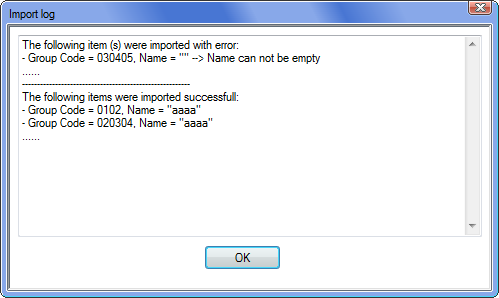 Import log
The following item (s) were imported with error:
- Group Code = 030405, Name = "" --> Name can not be empty
......
--------------------------------------------------------
The following items were imported successfull:
- Group Code = 0102, Name = "aaaa"
- Group Code = 020304, Name = "aaaa"
......
OK